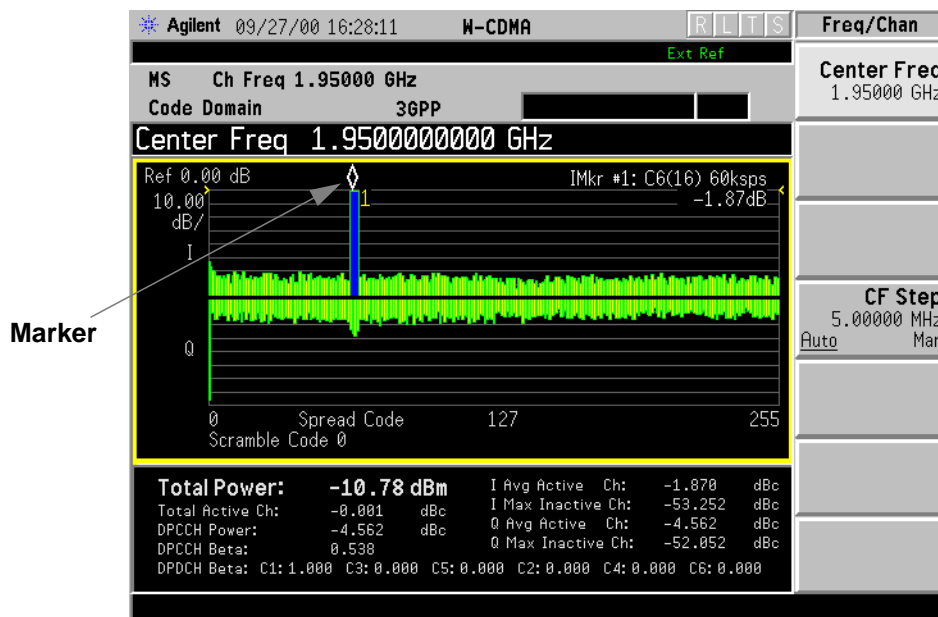 Agilent 09/27/00 16:28:11 W-CDMA R L T S Freq/Chan
Ext Ref
MS Ch Freq 1.95000 GHz
Code Domain 3GPP
Center Freq 1.9500000000 GHz
Center Freq
1.95000 GHz
Ref 0.00 dB IMkr #1: C6(16) 60ksps
10.00 1 -1.87dB
dB/
I
CF Step
5.00000 MHz
Auto Man
Marker
Q
0 Spread Code 127 255
Scramble Code 0
Total Power: -10.78 dBm I Avg Active Ch: -1.870 dBc
Total Active Ch: -0.001 dBc I Max Inactive Ch: -53.252 dBc
DPCCH Power: -4.562 dBc Q Avg Active Ch: -4.562 dBc
DPCCH Beta: 0.538 Q Max Inactive Ch: -52.052 dBc
DPDCH Beta: C1: 1.000 C3: 0.000 C5: 0.000 C2: 0.000 C4: 0.000 C6: 0.000